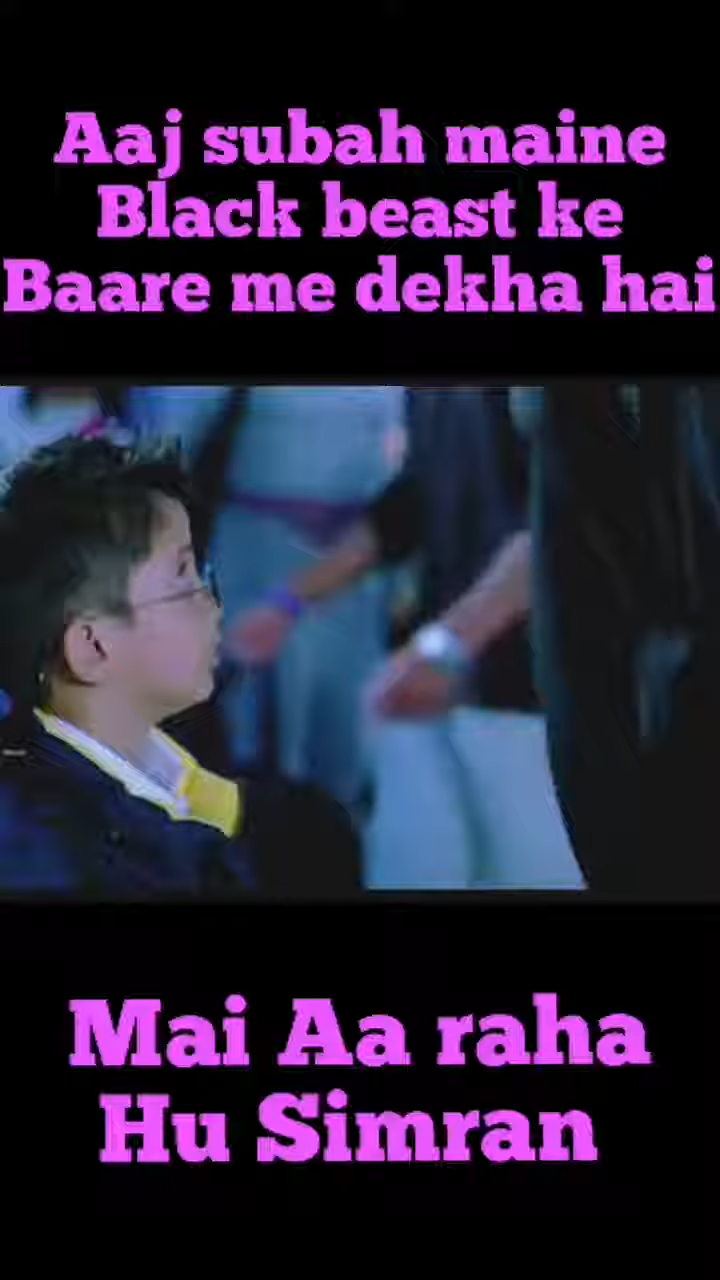 Aaj subah maine
Black beast ke
Baare me dekha hai
Mai Aa raha
Hu Simran